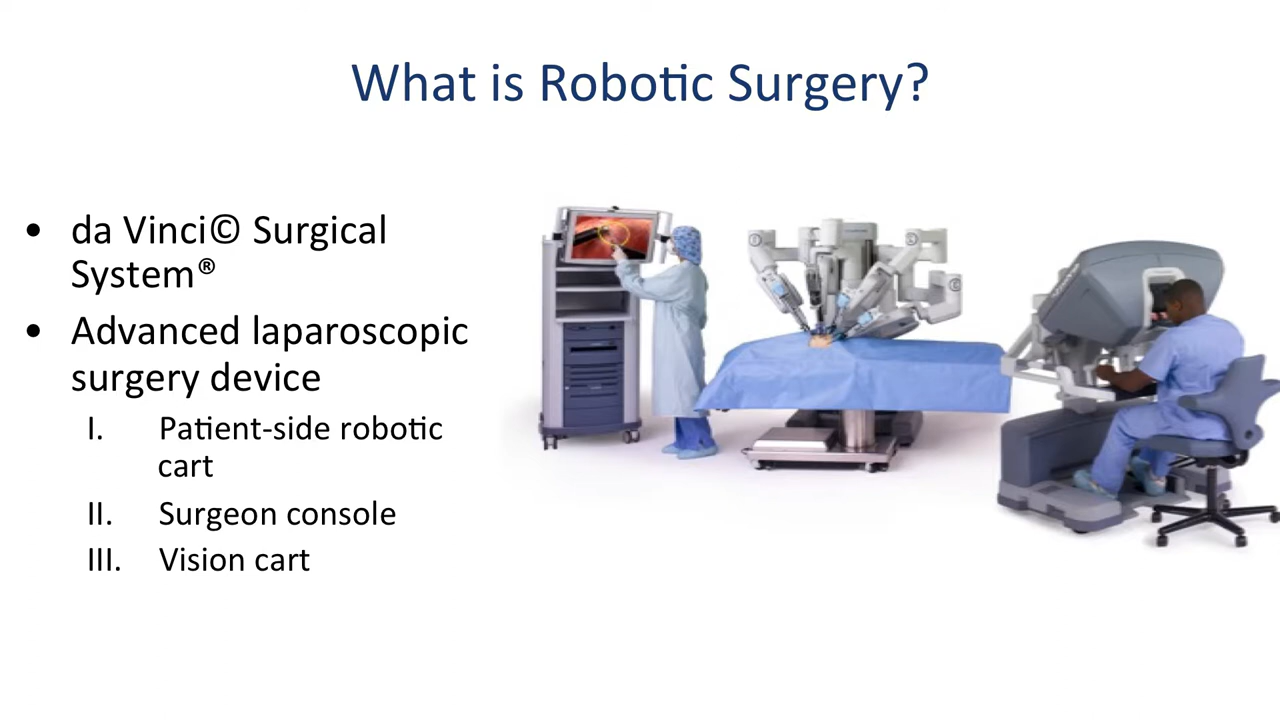 What is Robotic Surgery?
• da Vinci© Surgical
System®
• Advanced laparoscopic
surgery device
I. Patient-side robotic
cart
II. Surgeon console
III. Vision cart